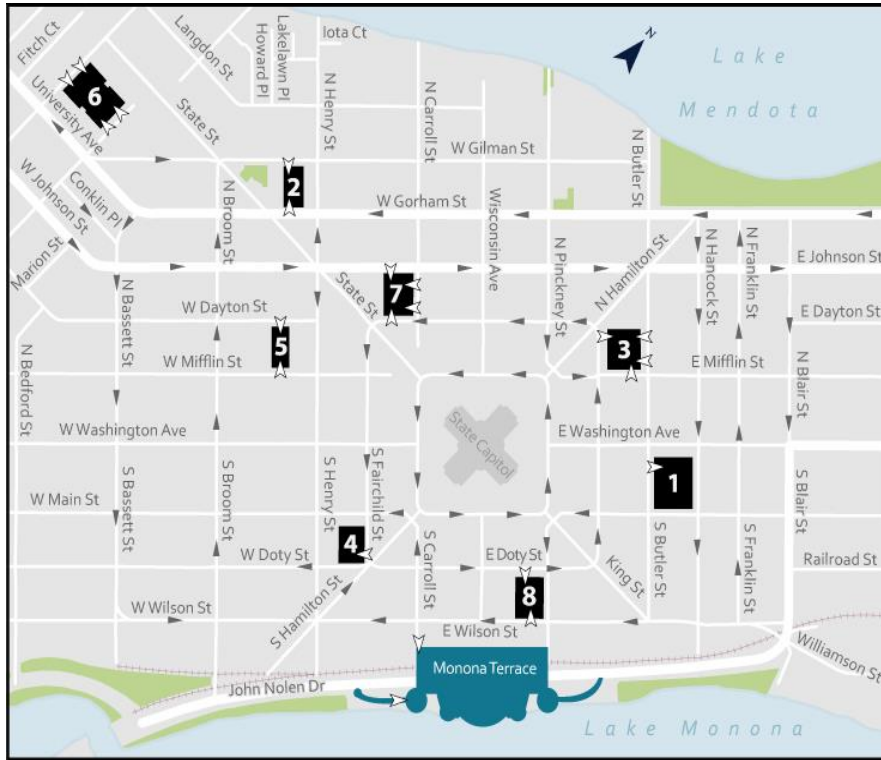 Fitch Ct
Langdon St
Lakelawn Pl
Howard Pl
Iota Ct
N
Lake
Mendota
University Ave
6
State St
N Henry St
N Carroll St
W Gilman St
N Butler St
W Johnson St
Conklin Pl
N Broom St
2
W Gorham St
Wisconsin Ave
Marion St
N Pinckney St
N Hamilton St
N Hancock St
N Franklin St
E Johnson St
N Bassett St
W Dayton St
State St
7
E Dayton St
5
3
N Bedford St
W Mifflin St
E Mifflin St
N Blair St
W Washington Ave
State Capitol
E Washington Ave
1
S Bassett St
S Broom St
S Henry St
S Fairchild St
S Blair St
W Main St
4
W Doty St
S Carroll St
E Doty St
King St
S Butler St
S Franklin St
Railroad St
8
W Wilson St
S Hamilton St
E Wilson St
Monona Terrace
Williamson St
John Nolen Dr
Lake Monona